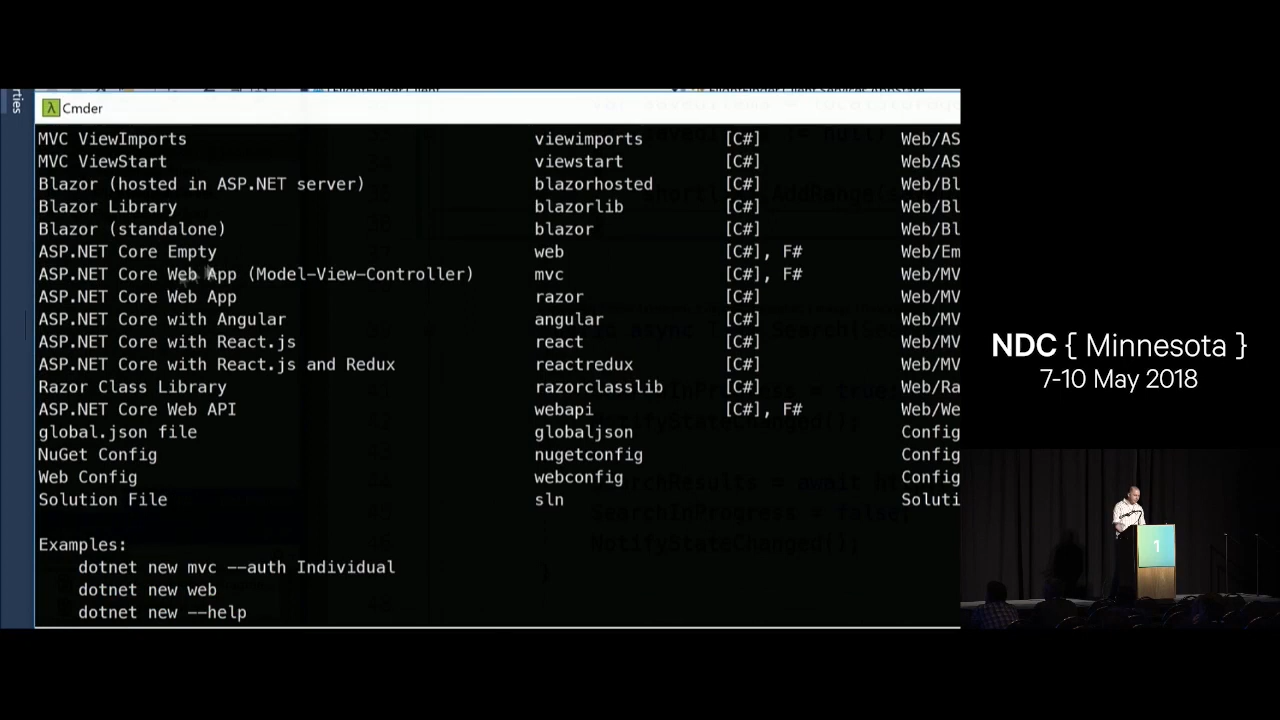 rties
λ Cmder
MVC ViewImports viewimports [C#] Web/AS
MVC ViewStart viewstart [C#] Web/AS
Blazor (hosted in ASP.NET server) blazorhosted [C#] Web/Bl
Blazor Library blazorlib [C#] Web/Bl
Blazor (standalone) blazor [C#] Web/Bl
ASP.NET Core Empty web [C#], F# Web/Em
ASP.NET Core Web App (Model-View-Controller) mvc [C#], F# Web/MV
ASP.NET Core Web App razor [C#] Web/MV
ASP.NET Core with Angular angular [C#] Web/MV
ASP.NET Core with React.js react [C#] Web/MV
ASP.NET Core with React.js and Redux reactredux [C#] Web/MV
Razor Class Library razorclasslib [C#] Web/Ra
ASP.NET Core Web API webapi [C#], F# Web/We
global.json file globaljson Config
NuGet Config nugetconfig Config
Web Config webconfig Config
Solution File sln Soluti
Examples:
dotnet new mvc --auth Individual
dotnet new web
dotnet new --help
NDC { Minnesota }
7-10 May 2018
1